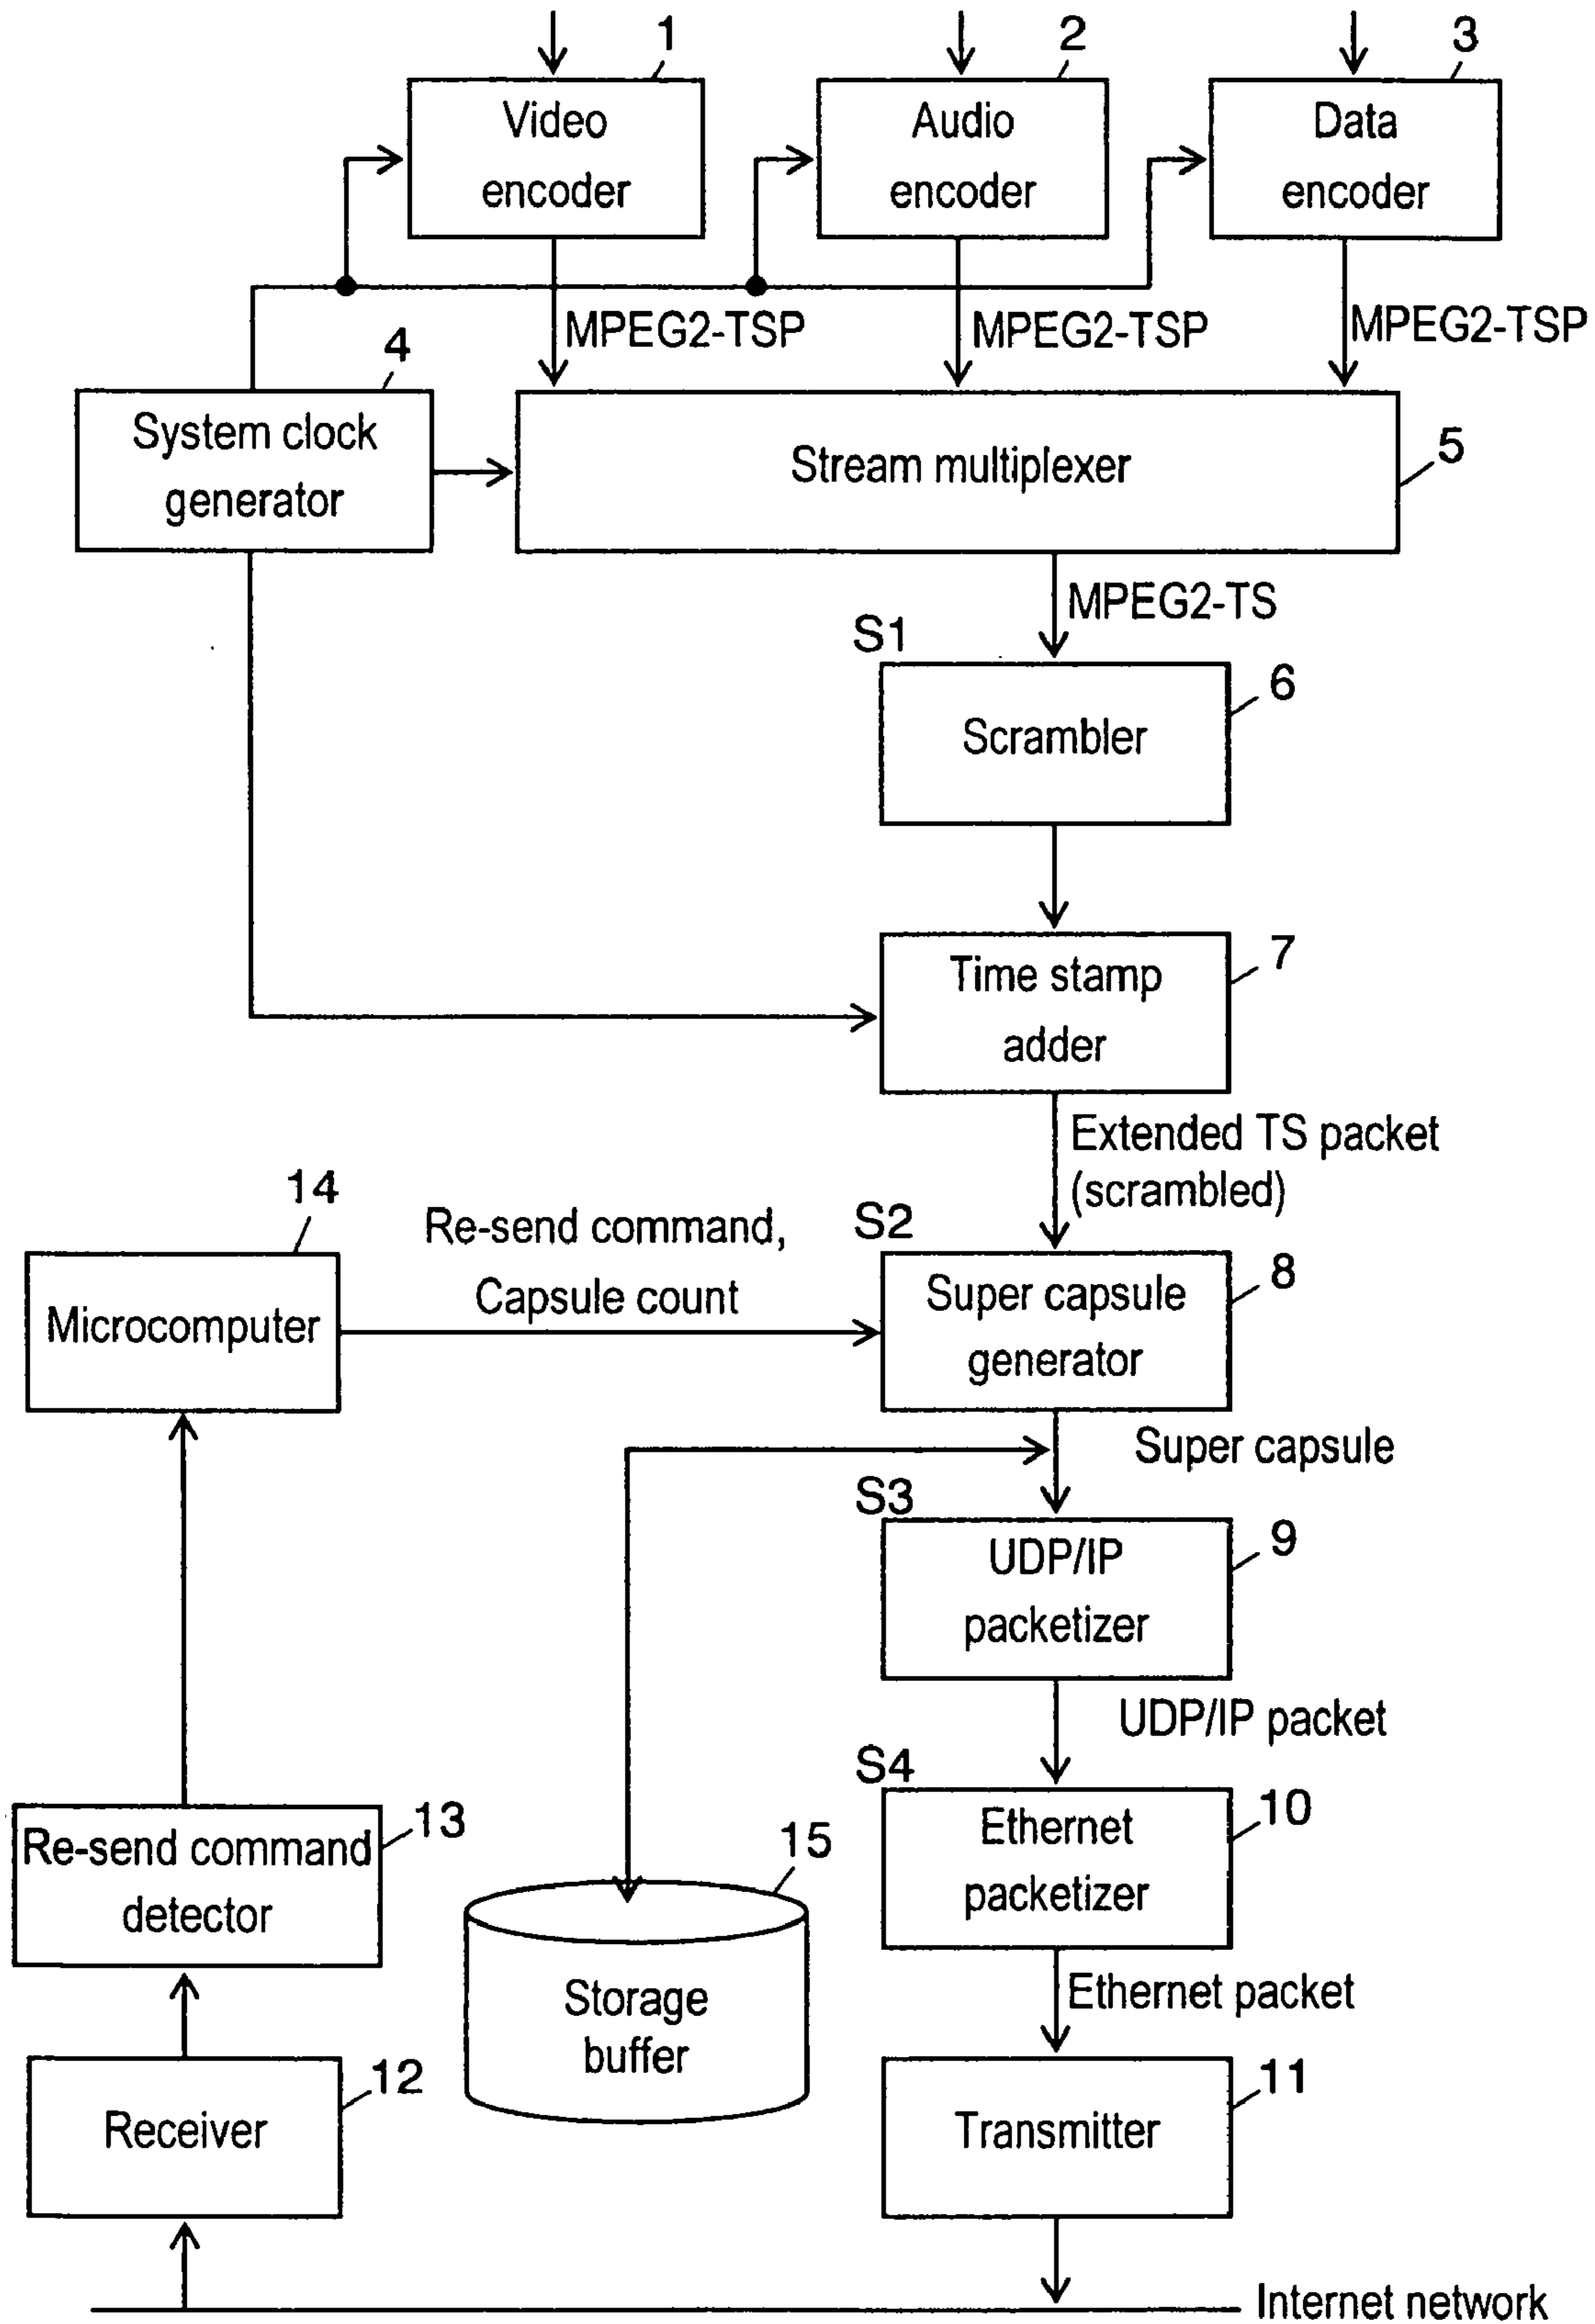 1
2
3
Video
encoder
Audio
encoder
Data
encoder
MPEG2-TSP
MPEG2-TSP
MPEG2-TSP
4
System clock
generator
Stream multiplexer
5
MPEG2-TS
S1
6
Scrambler
7
Time stamp
adder
Extended TS packet
(scrambled)
14
Re-send command,
Capsule count
S2
Microcomputer
8
Super capsule
generator
Super capsule
S3
9
UDP/IP
packetizer
UDP/IP packet
S4
10
Ethernet
packetizer
13
Re-send command
detector
15
Storage
buffer
Ethernet packet
12
Receiver
11
Transmitter
Internet network